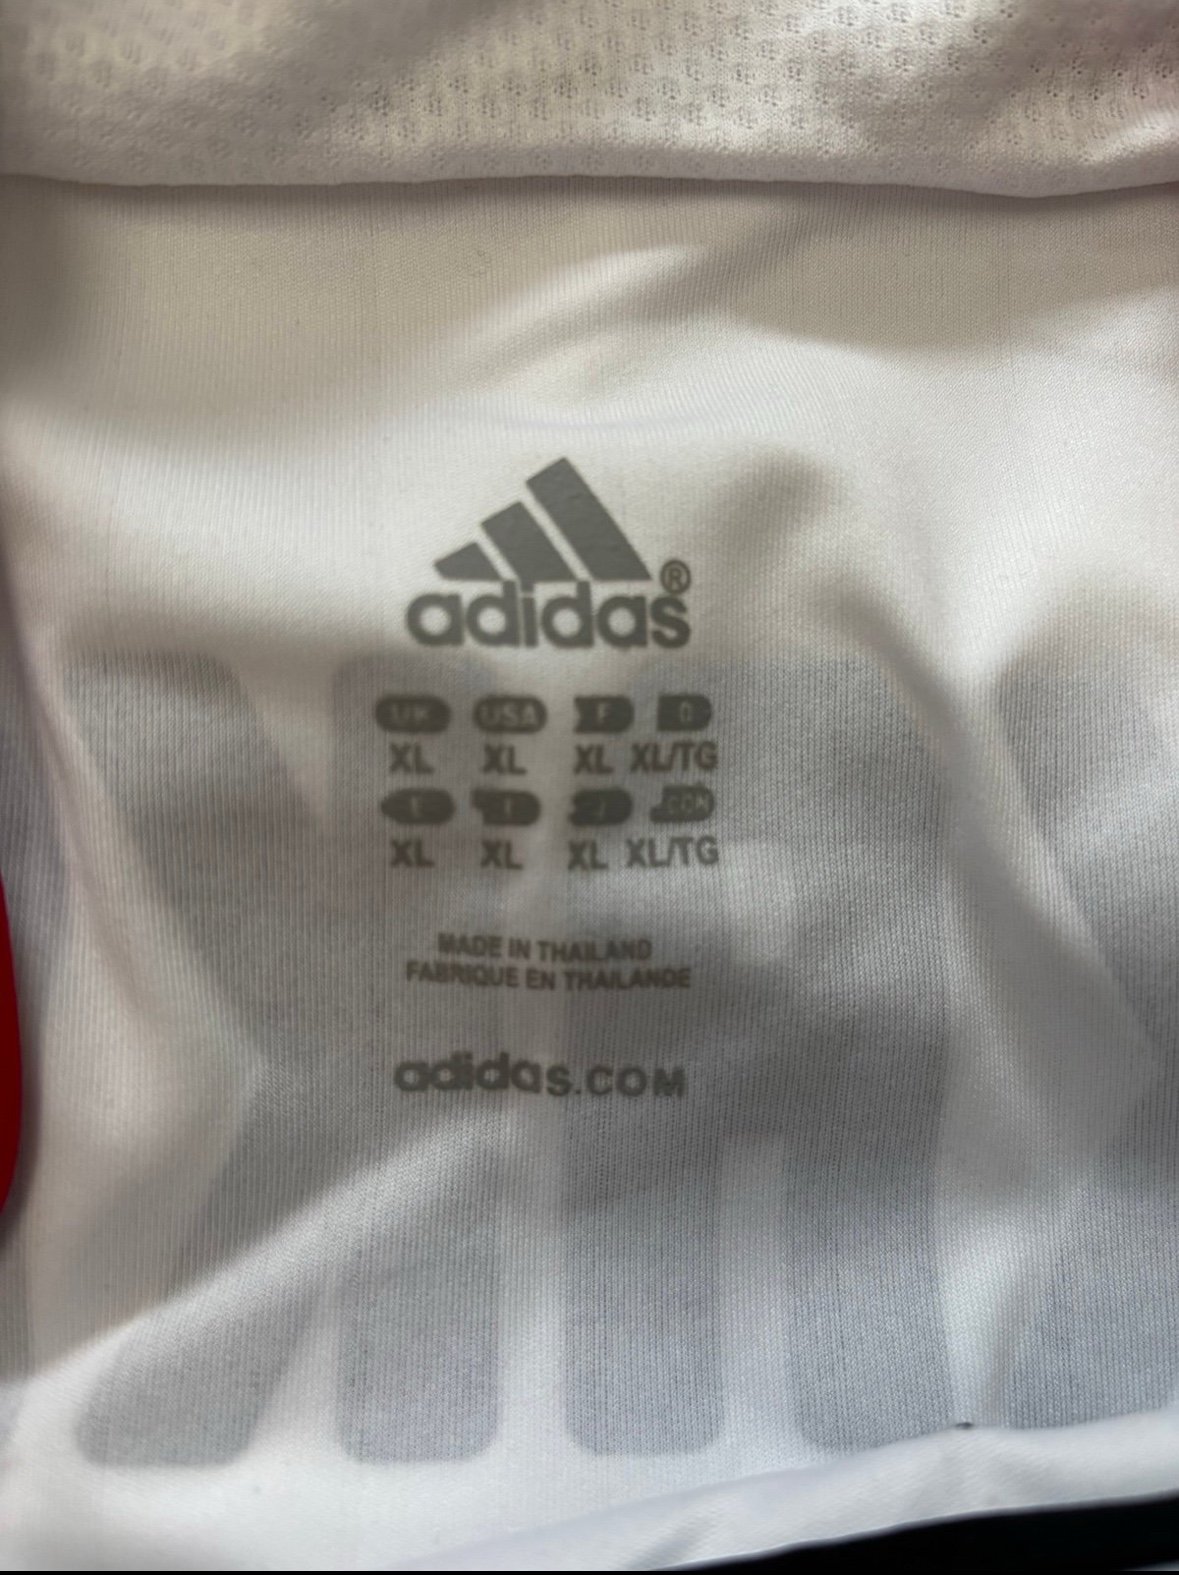 adidas®
UK USA F D
XL XL XL XL/TG
E I J .CDN
XL XL XL XL/TG
MADE IN THAILAND
FABRIQUE EN THAILANDE
adidas.COM